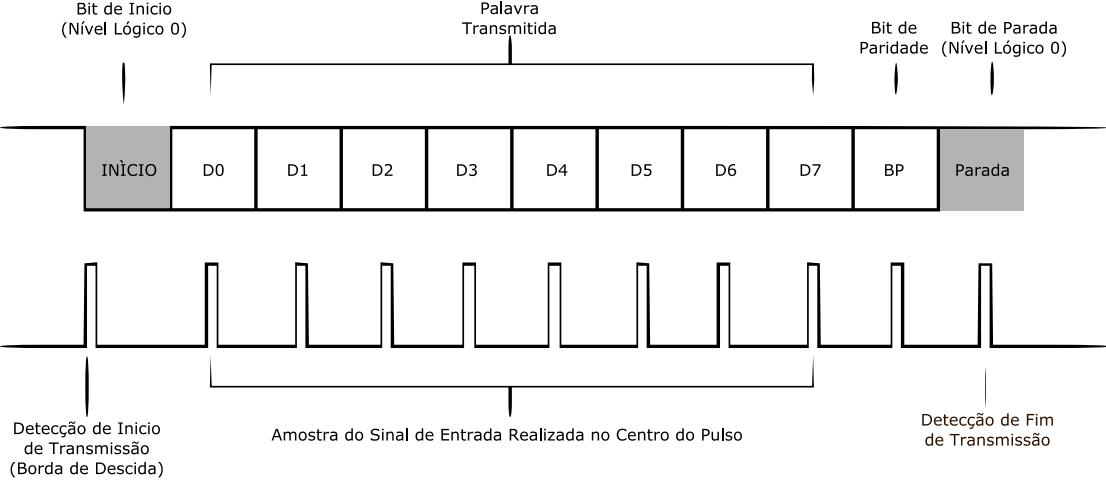 Bit de Inicio
(Nível Lógico 0)
Palavra
Transmitida
Bit de
Paridade
Bit de Parada
(Nível Lógico 0)
INÌCIO
D0
D1
D2
D3
D4
D5
D6
D7
BP
Parada
Detecção de Inicio
de Transmissão
(Borda de Descida)
Amostra do Sinal de Entrada Realizada no Centro do Pulso
Detecção de Fim
de Transmissão